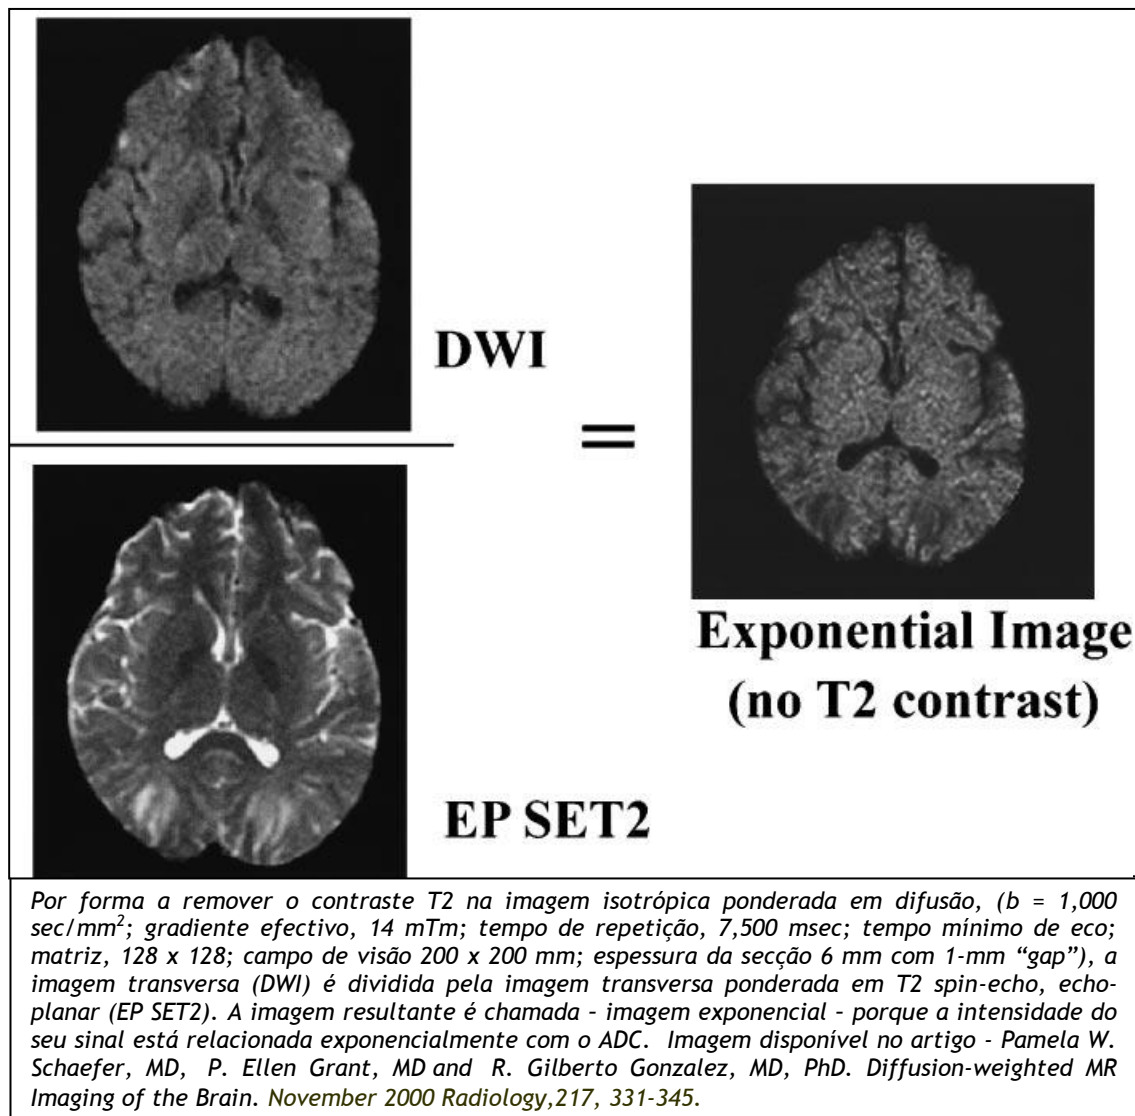 DWI
=
Exponential Image
(no T2 contrast)
EP SET2
Por forma a remover o contraste T2 na imagem isotrópica ponderada em difusão, (b = 1,000
sec/mm²; gradiente efectivo, 14 mTm; tempo de repetição, 7,500 msec; tempo mínimo de eco;
matriz, 128 x 128; campo de visão 200 x 200 mm; espessura da secção 6 mm com 1-mm “gap”), a
imagem transversa (DWI) é dividida pela imagem transversa ponderada em T2 spin-echo, echo-
planar (EP SET2). A imagem resultante é chamada - imagem exponencial - porque a intensidade do
seu sinal está relacionada exponencialmente com o ADC. Imagem disponível no artigo - Pamela W.
Schaefer, MD, P. Ellen Grant, MD and R. Gilberto Gonzalez, MD, PhD. Diffusion-weighted MR
Imaging of the Brain. November 2000 Radiology,217, 331-345.